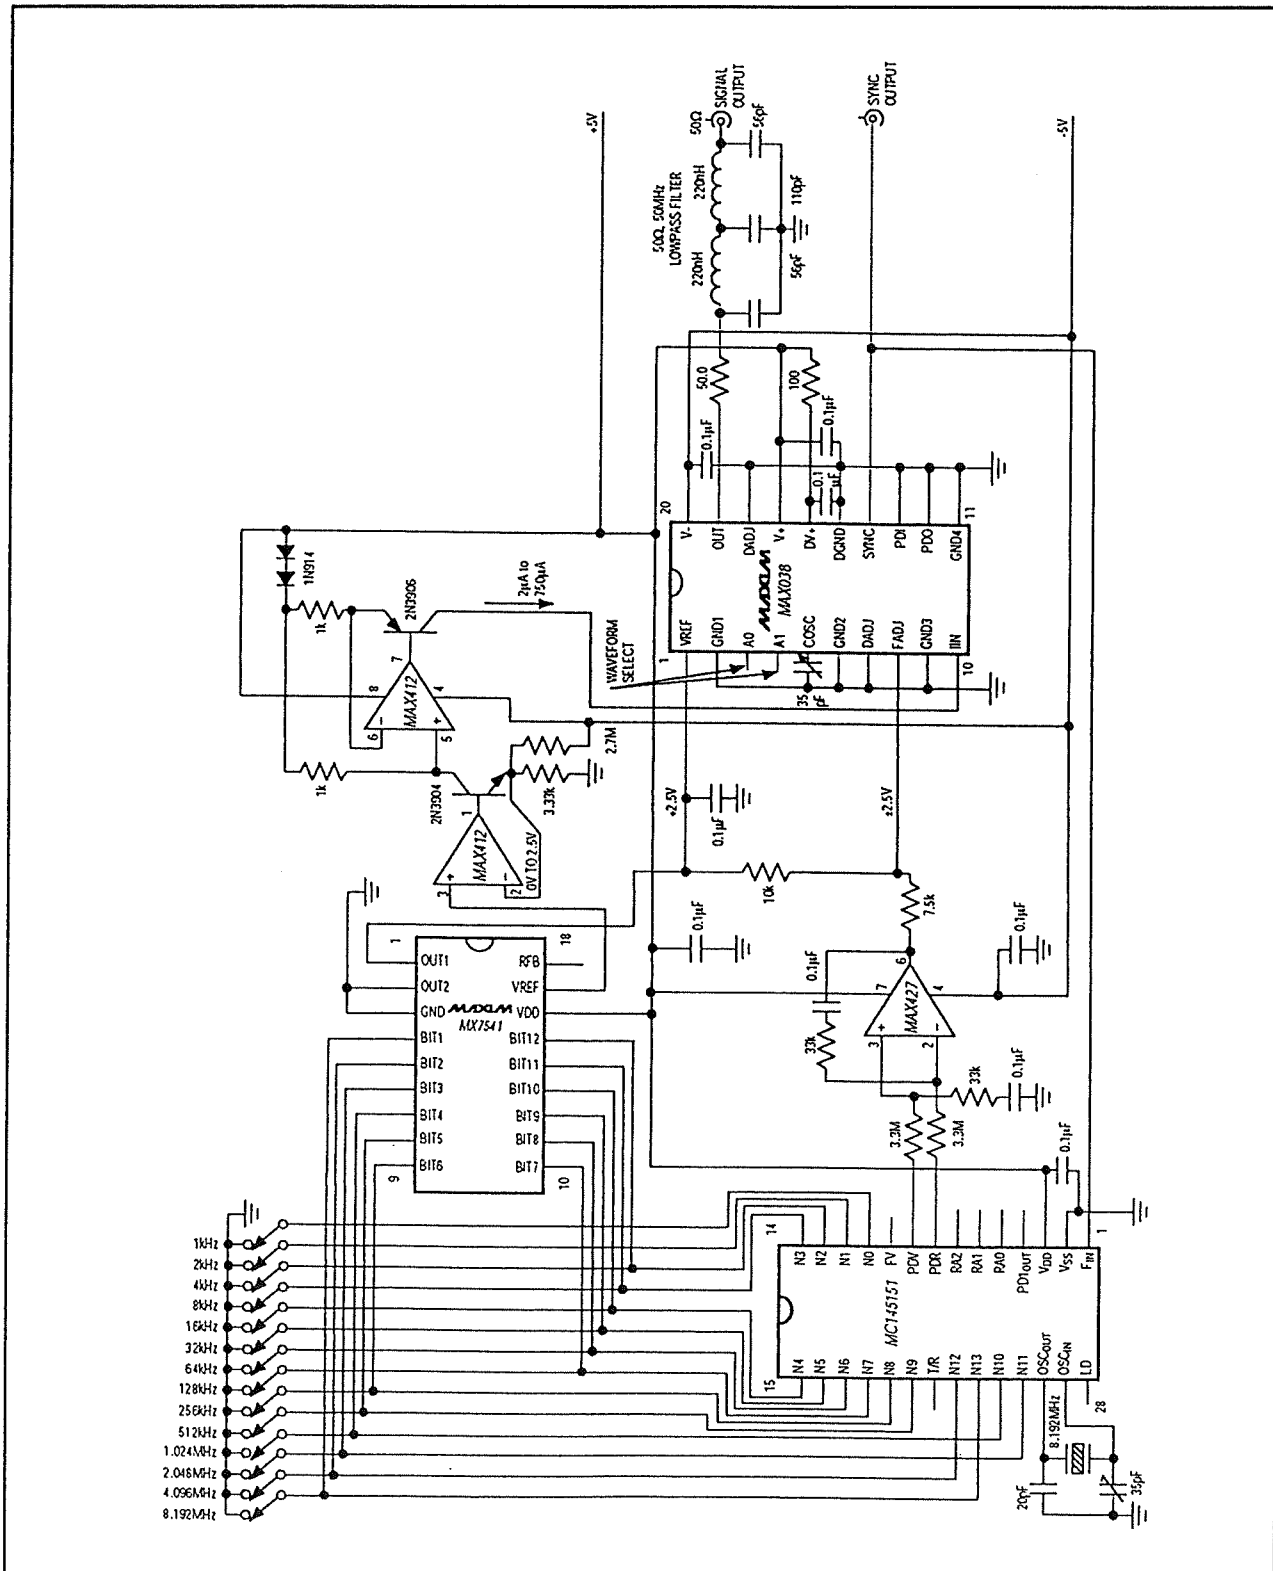 +5V
50Ω
SIGNAL
OUTPUT
SYNC
OUTPUT
-5V
50Ω, 50MHz
LOWPASS FILTER
220nH
220nH
56pF
110pF
56pF
50.0
100
0.1µF
0.1µF
0.1
µF
20
11
1
10
V-
OUT
DADJ
V+
DV+
DGND
SYNC
PDI
PDO
GND4
MAXIM
MAX038
VREF
GND1
A0
A1
COSC
GND2
DADJ
FADJ
GND3
IIN
WAVEFORM
SELECT
35
pF
1N914
1k
2N3906
2µA to
750µA
7
8
4
MAX412
6
5
1k
2N3904
1
MAX412
3
2
0V TO 2.5V
3.33k
2.7M
+2.5V
0.1µF
±2.5V
10k
7.5k
0.1µF
0.1µF
0.1µF
33k
6
7
4
MAX427
3
2
33k
0.1µF
3.3M
3.3M
0.1µF
1
18
OUT1
OUT2
GND
BIT1
BIT2
BIT3
BIT4
BIT5
BIT6
MAXIM
MX7541
RFB
VREF
VDD
BIT12
BIT11
BIT10
BIT9
BIT8
BIT7
9
10
1kHz
2kHz
4kHz
8kHz
16kHz
32kHz
64kHz
128kHz
256kHz
512kHz
1.024MHz
2.048MHz
4.096MHz
8.192MHz
14
1
N3
N2
N1
N0
FV
PDV
PDR
RA2
RA1
RA0
PD1OUT
VDD
VSS
FIN
MC145151
15
28
N4
N5
N6
N7
N8
N9
T/R
N12
N13
N10
N11
OSCOUT
OSCIN
LD
8.192MHz
20pF
35pF